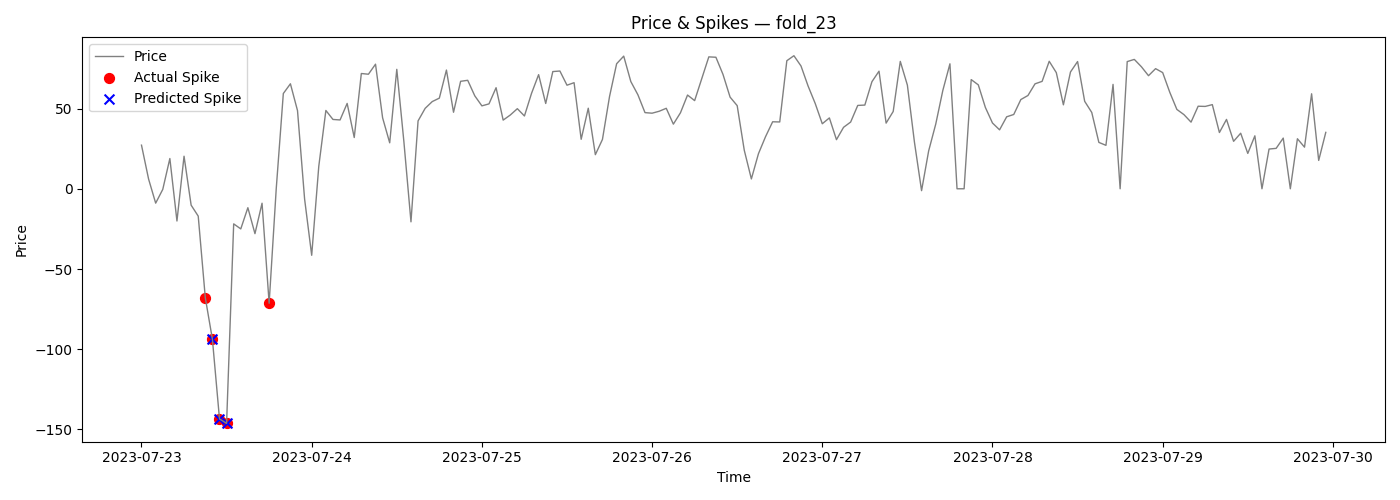 Price & Spikes — fold_23
Price
Actual Spike
Predicted Spike
Price
50
0
−50
−100
−150
2023-07-23
2023-07-24
2023-07-25
2023-07-26
2023-07-27
2023-07-28
2023-07-29
2023-07-30
Time